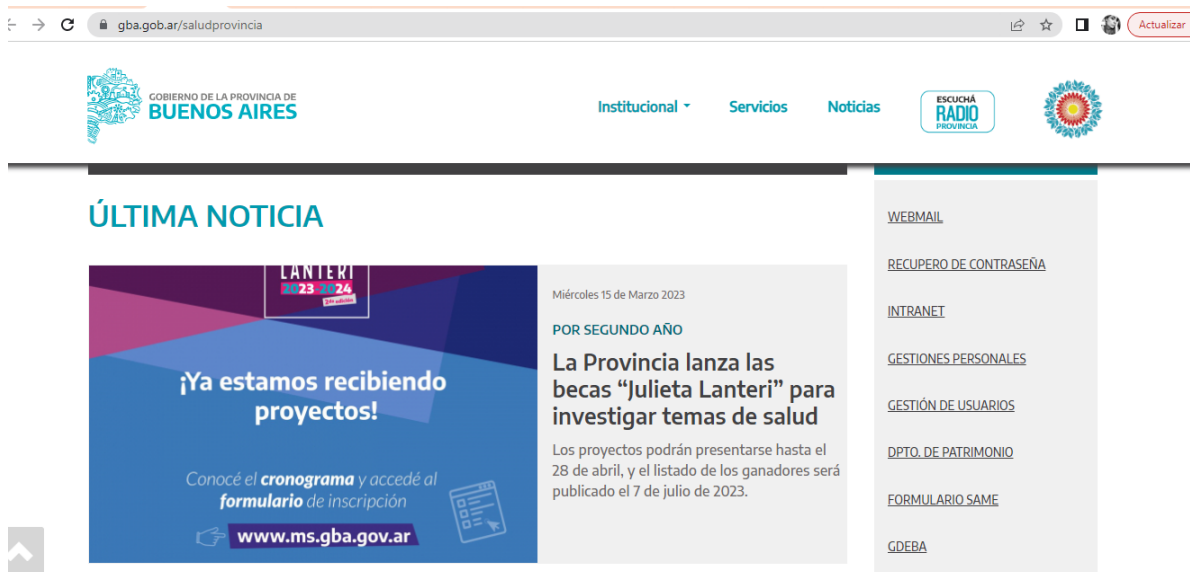 gba.gob.ar/saludprovincia
Actualizar
GOBIERNO DE LA PROVINCIA DE
BUENOS AIRES
Institucional
Servicios
Noticias
ESCUCHÁ
RADIO
PROVINCIA
ÚLTIMA NOTICIA
LANTERI
2023-2024
2da edición
¡Ya estamos recibiendo
proyectos!
Conocé el cronograma y accedé al
formulario de inscripción
www.ms.gba.gov.ar
Miércoles 15 de Marzo 2023
POR SEGUNDO AÑO
La Provincia lanza las
becas “Julieta Lanteri” para
investigar temas de salud
Los proyectos podrán presentarse hasta el
28 de abril, y el listado de los ganadores será
publicado el 7 de julio de 2023.
WEBMAIL
RECUPERO DE CONTRASEÑA
INTRANET
GESTIONES PERSONALES
GESTIÓN DE USUARIOS
DPTO. DE PATRIMONIO
FORMULARIO SAME
GDEBA